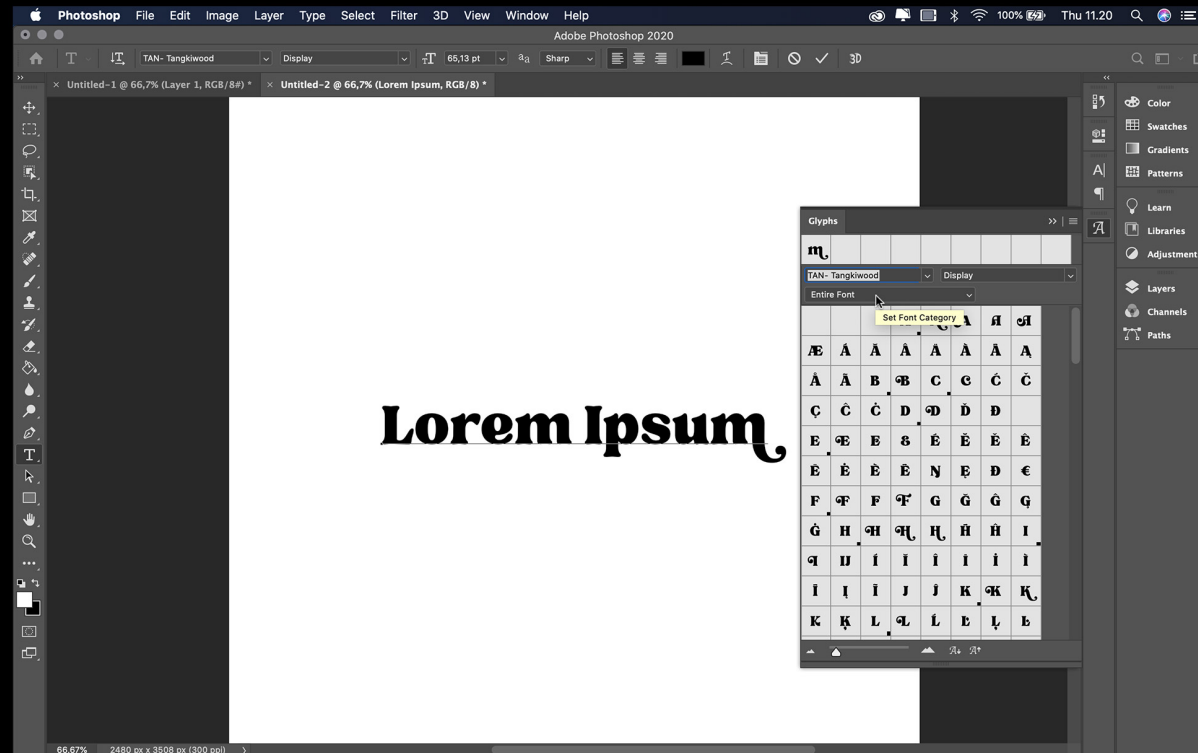 Photoshop File Edit Image Layer Type Select Filter 3D View Window Help 100% Thu 11.20
Adobe Photoshop 2020
T TAN- Tangkiwood Display 65,13 pt Sharp 3D
Untitled-1 @ 66,7% (Layer 1, RGB/8#) * Untitled-2 @ 66,7% (Lorem Ipsum, RGB/8) *
Color
Swatches
Gradients
Patterns
Learn
Libraries
Adjustment
Layers
Channels
Paths
Lorem Ipsum
Glyphs
m
TAN- Tangkiwood Display
Entire Font
Set Font Category
A A A
Æ Á Ă Â Ä À Ā Ą
Å Ã B B C C Ć Č
Ç Ĉ Ċ D D Ď Đ
E E E & É Ĕ Ě Ê
Ë Ė È Ē Ŋ Ę Ð €
F F F F G Ğ Ĝ Ģ
Ġ H H H H Ħ Ĥ I
I IJ Í Ĭ Î Ï İ Ì
Ī Į Ĩ J Ĵ K K K
K Ķ L L Ĺ Ľ Ļ Ŀ
66,67% 2480 px x 3508 px (300 ppi)